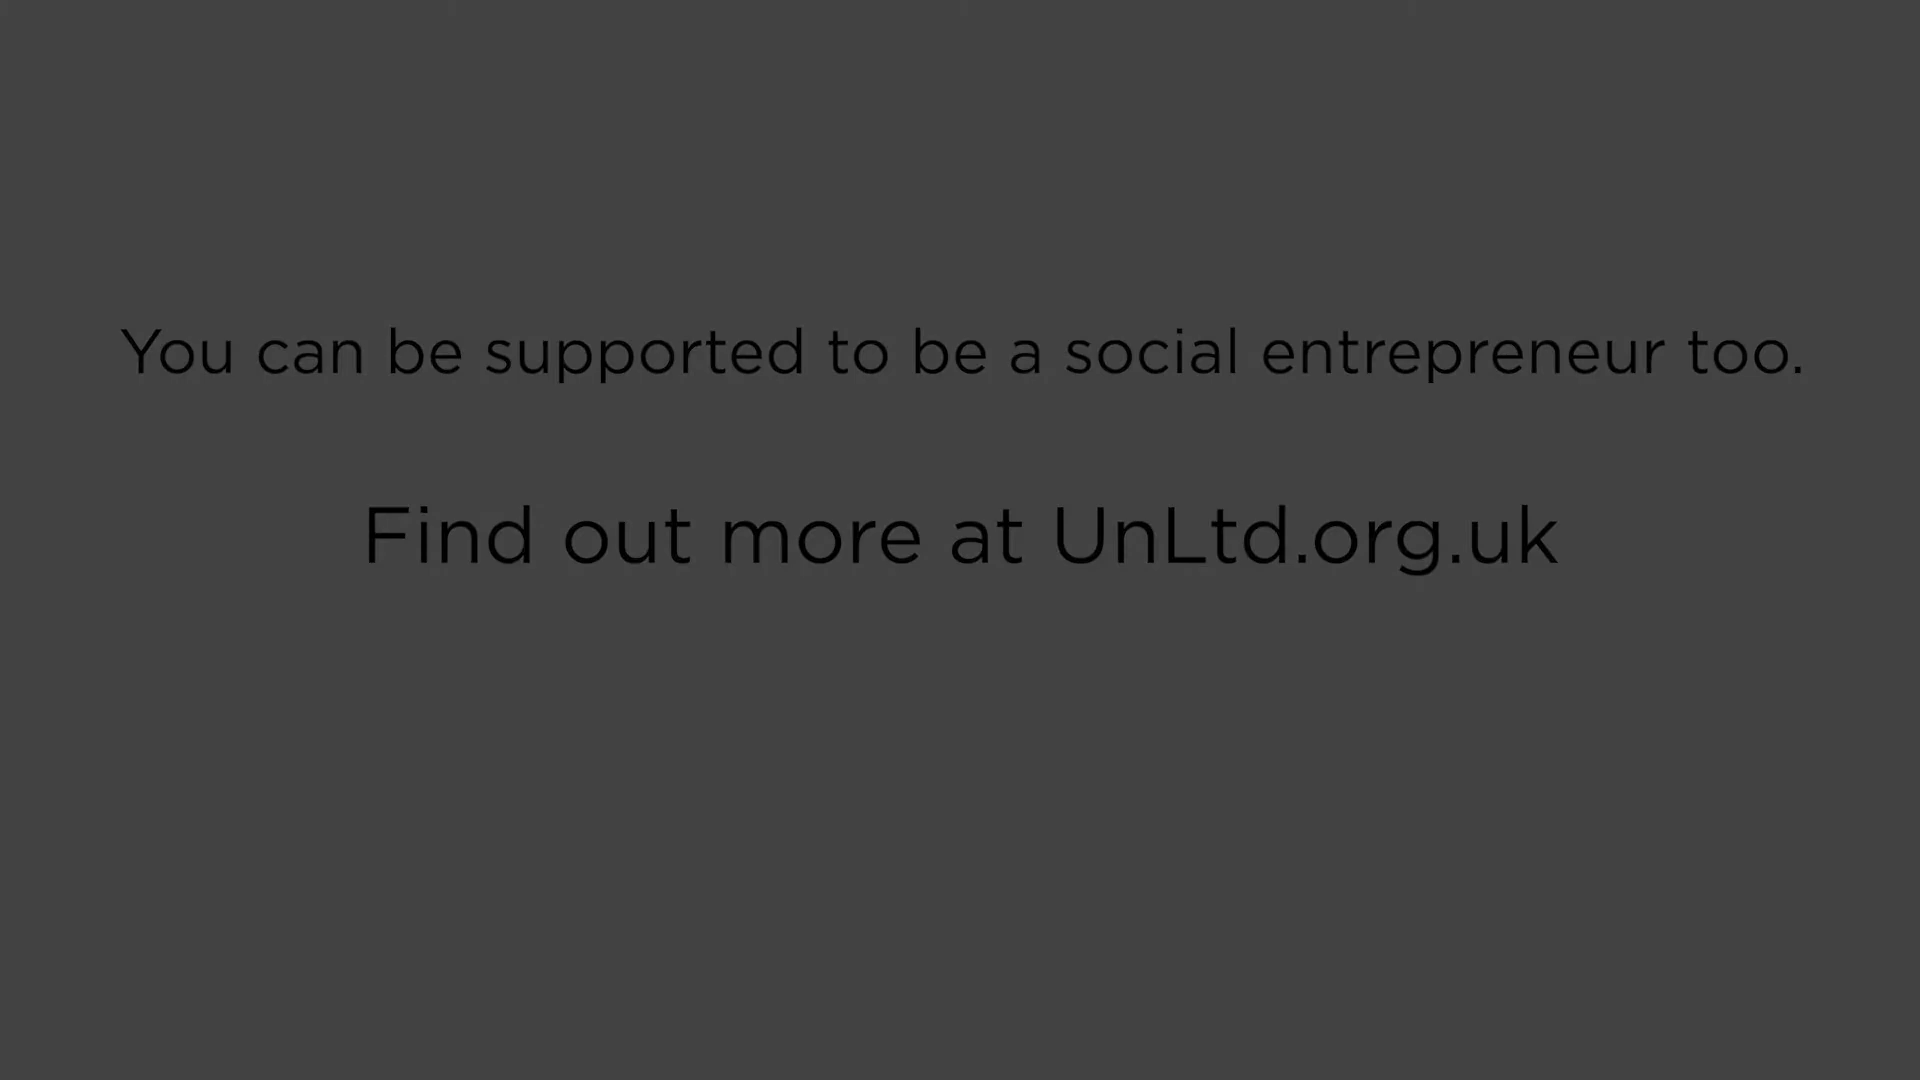 You can be supported to be a social entrepreneur too.
Find out more at UnLtd.org.uk